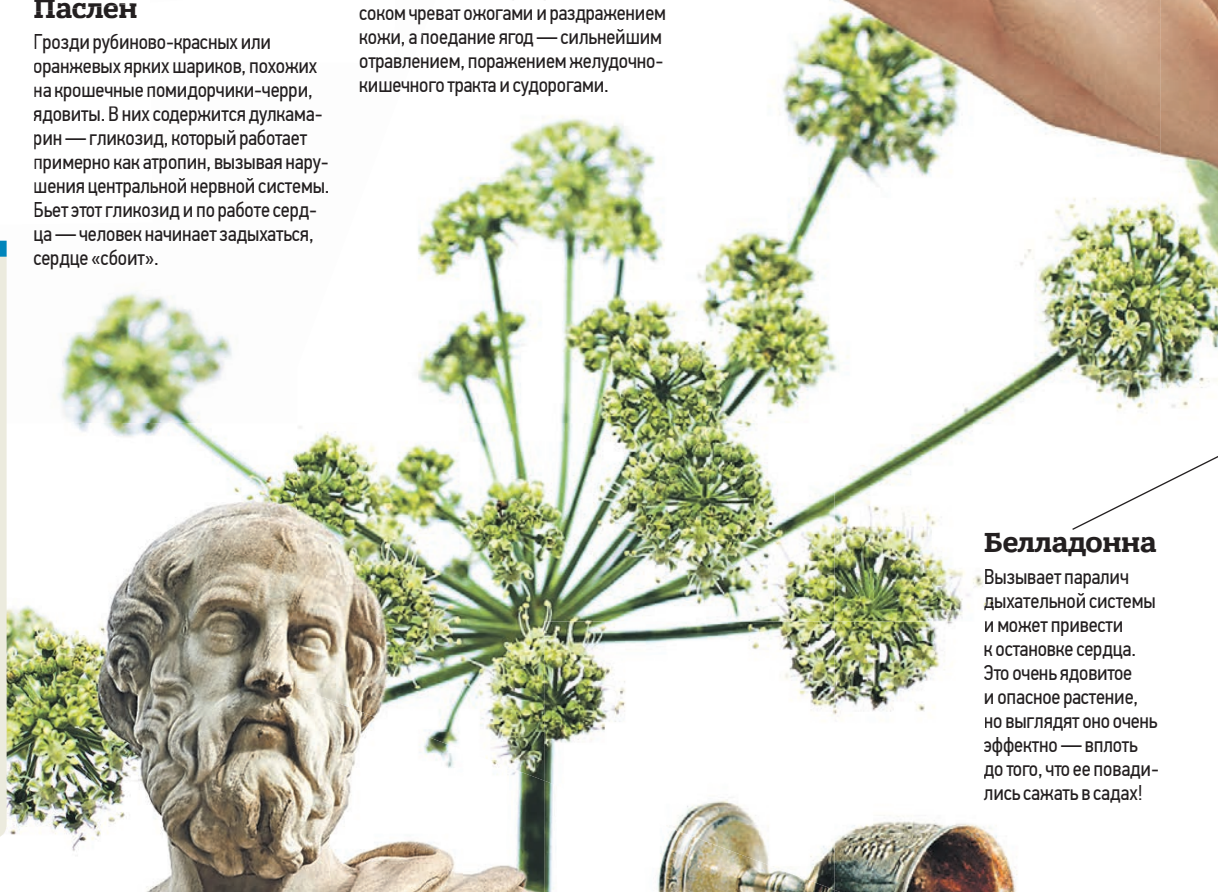 Паслен
Грозди рубиново-красных или
оранжевых ярких шариков, похожих
на крошечные помидорчики-черри,
ядовиты. В них содержится дулкама-
рин — гликозид, который работает
примерно как атропин, вызывая нару-
шения центральной нервной системы.
Бьет этот гликозид и по работе серд-
ца — человек начинает задыхаться,
сердце «сбоит».
соком чреват ожогами и раздражением
кожи, а поедание ягод — сильнейшим
отравлением, поражением желудочно-
кишечного тракта и судорогами.
Белладонна
Вызывает паралич
дыхательной системы
и может привести
к остановке сердца.
Это очень ядовитое
и опасное растение,
но выглядят оно очень
эффектно — вплоть
до того, что ее повади-
лись сажать в садах!